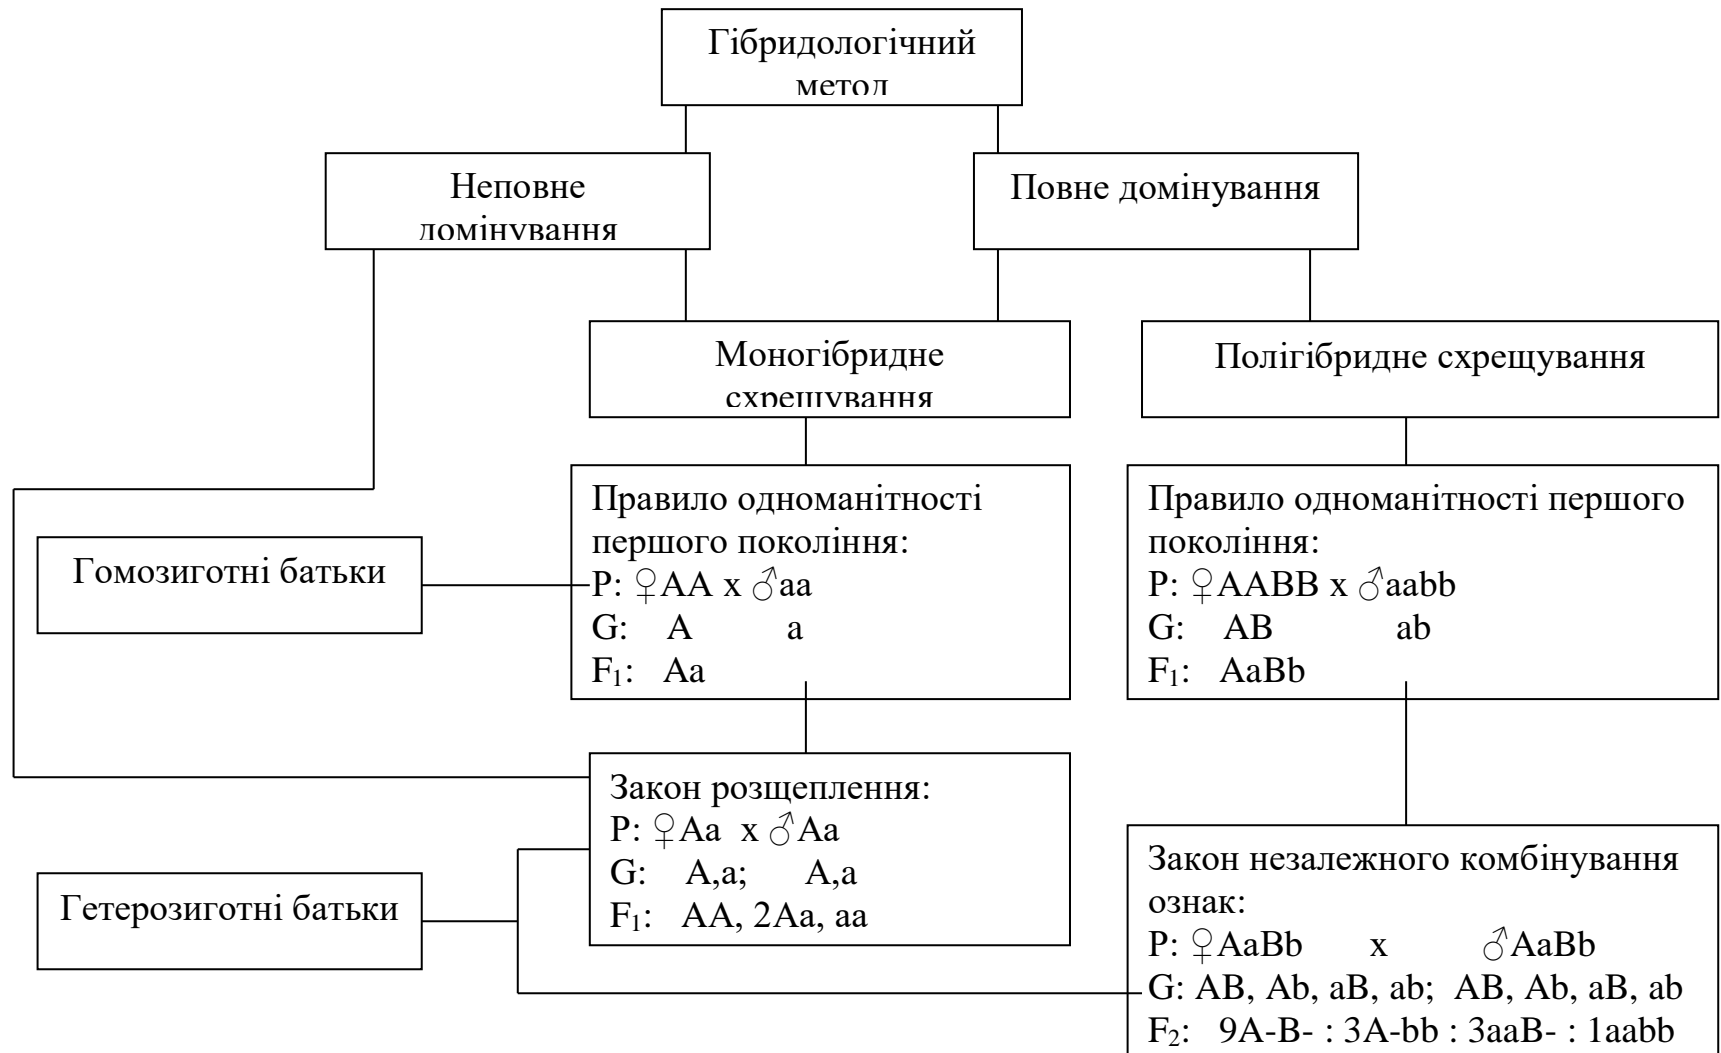 Гібридологічний
метод
Неповне
домінування
Повне домінування
Моногібридне
схрещування
Полігібридне схрещування
Правило одноманітності
першого покоління:
P: ♀AA x ♂aa
G: A a
F₁: Aa
Правило одноманітності першого
покоління:
P: ♀AABB x ♂aabb
G: AB ab
F₁: AaBb
Гомозиготні батьки
Закон розщеплення:
P: ♀Aa x ♂Aa
G: A,a; A,a
F₁: AA, 2Aa, aa
Гетерозиготні батьки
Закон незалежного комбінування
ознак:
P: ♀AaBb x ♂AaBb
G: AB, Ab, aB, ab; AB, Ab, aB, ab
F₂: 9A-B- : 3A-bb : 3aaB- : 1aabb